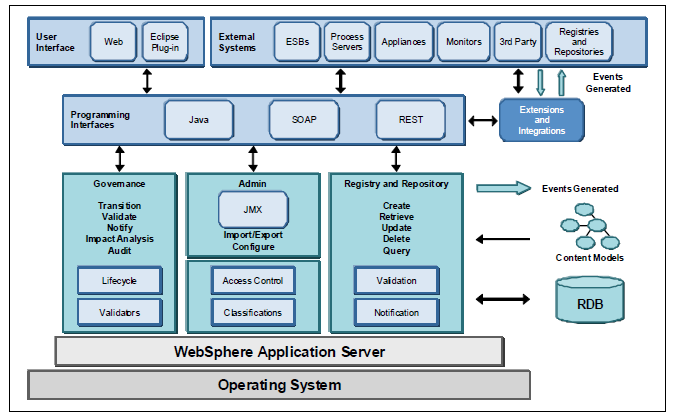 User
Interface
Web
Eclipse
Plug-in
External
Systems
ESBs
Process
Servers
Appliances
Monitors
3rd Party
Registries
and
Repositories
Events
Generated
Programming
Interfaces
Java
SOAP
REST
Extensions
and
Integrations
Governance
Transition
Validate
Notify
Impact Analysis
Audit
Lifecycle
Validators
Admin
JMX
Import/Export
Configure
Access Control
Classifications
Registry and Repository
Create
Retrieve
Update
Delete
Query
Validation
Notification
Events Generated
Content Models
RDB
WebSphere Application Server
Operating System